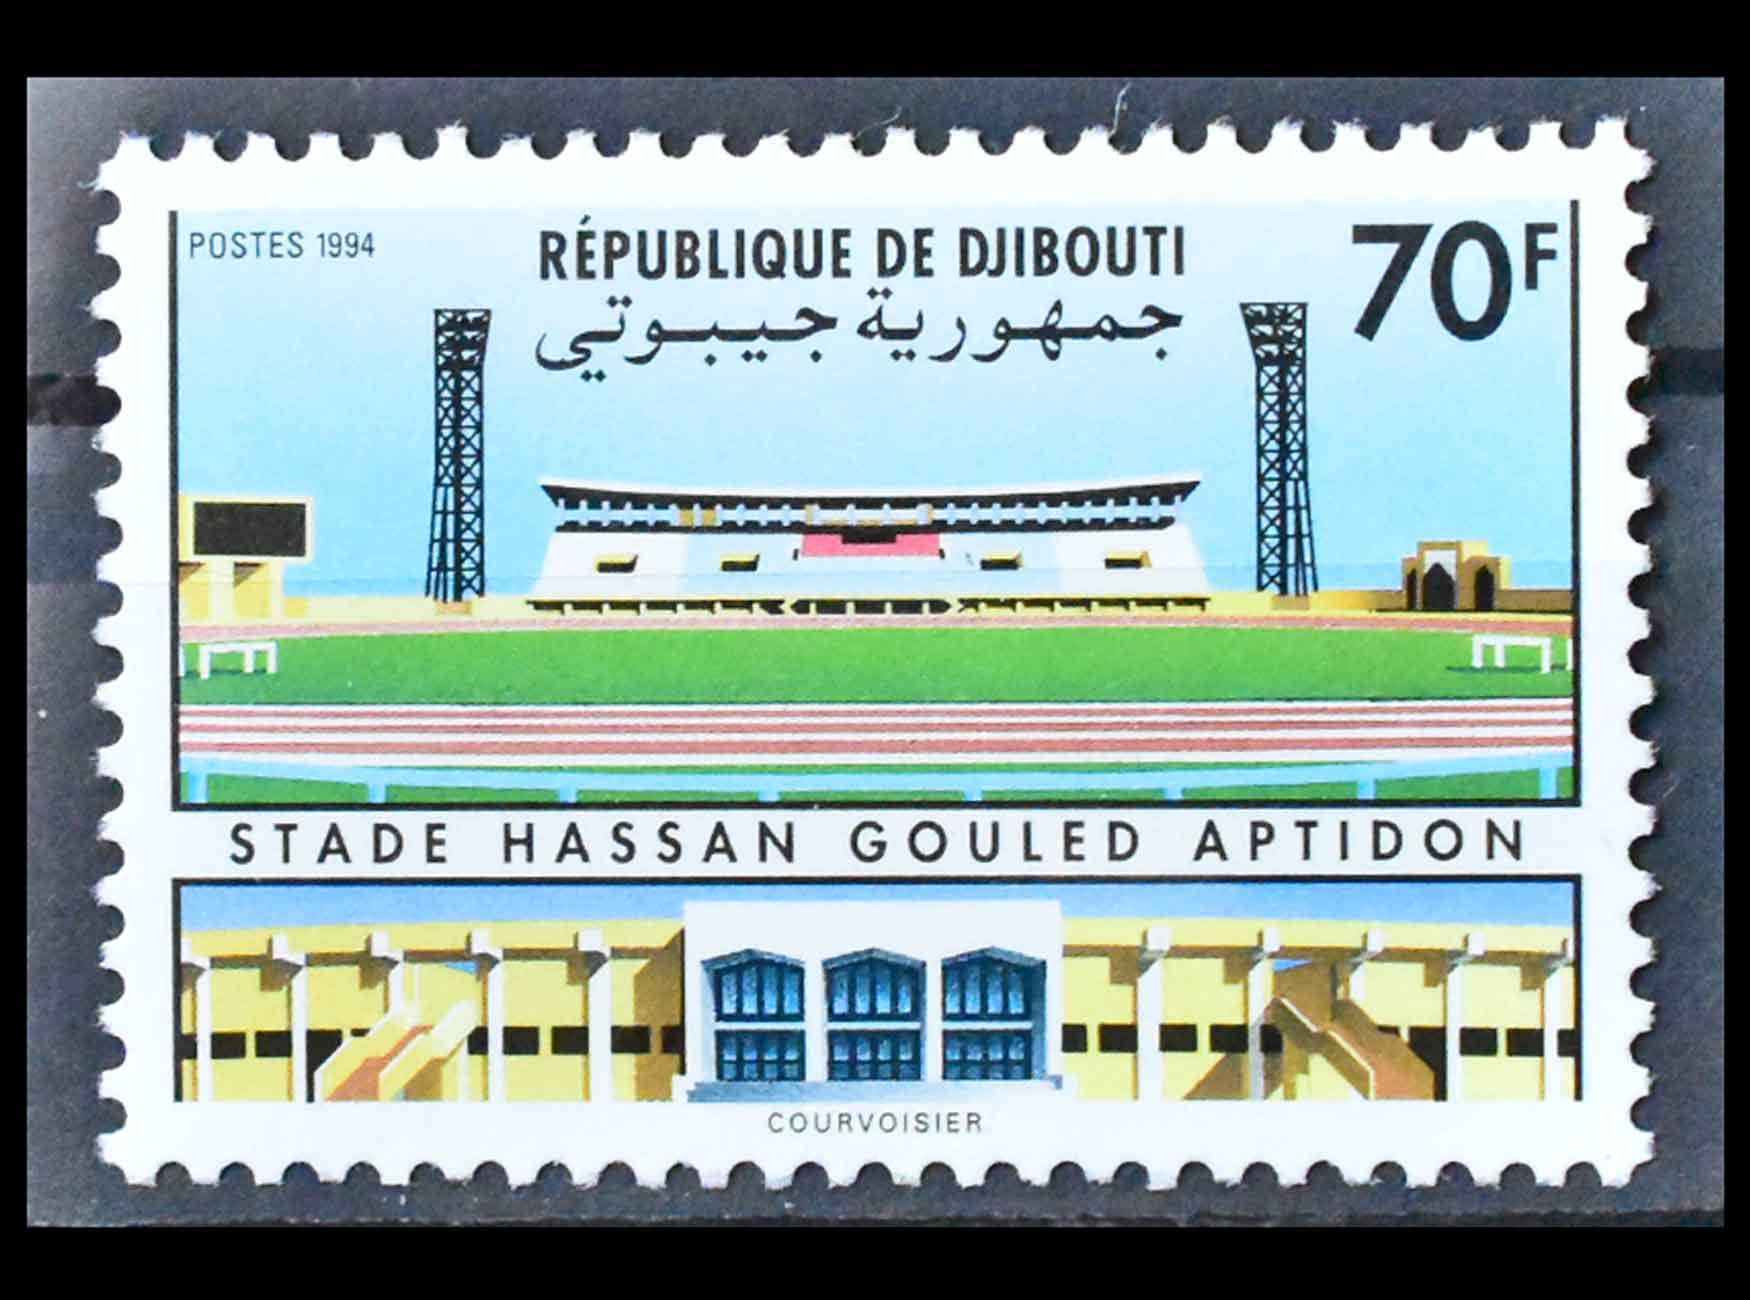 POSTES 1994
RÉPUBLIQUE DE DJIBOUTI
جمهورية جيبوتي
70F
STADE HASSAN GOULED APTIDON
COURVOISIER